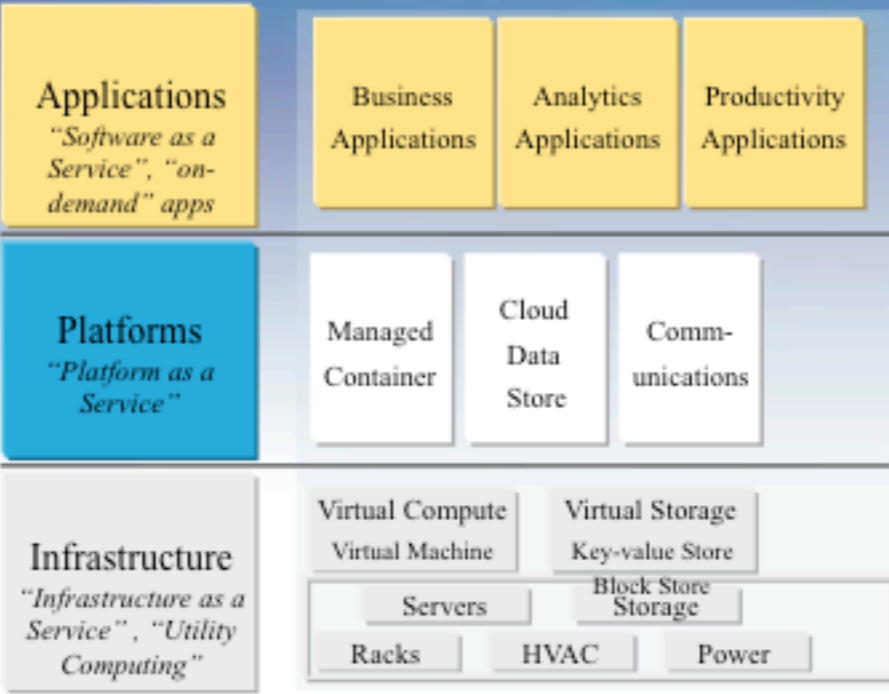 Applications
“Software as a
Service”, “on-
demand” apps
Business
Applications
Analytics
Applications
Productivity
Applications
Platforms
“Platform as a
Service”
Managed
Container
Cloud
Data
Store
Comm-
unications
Infrastructure
“Infrastructure as a
Service” , “Utility
Computing”
Virtual Compute
Virtual Machine
Virtual Storage
Key-value Store
Block Store
Servers
Storage
Racks
HVAC
Power